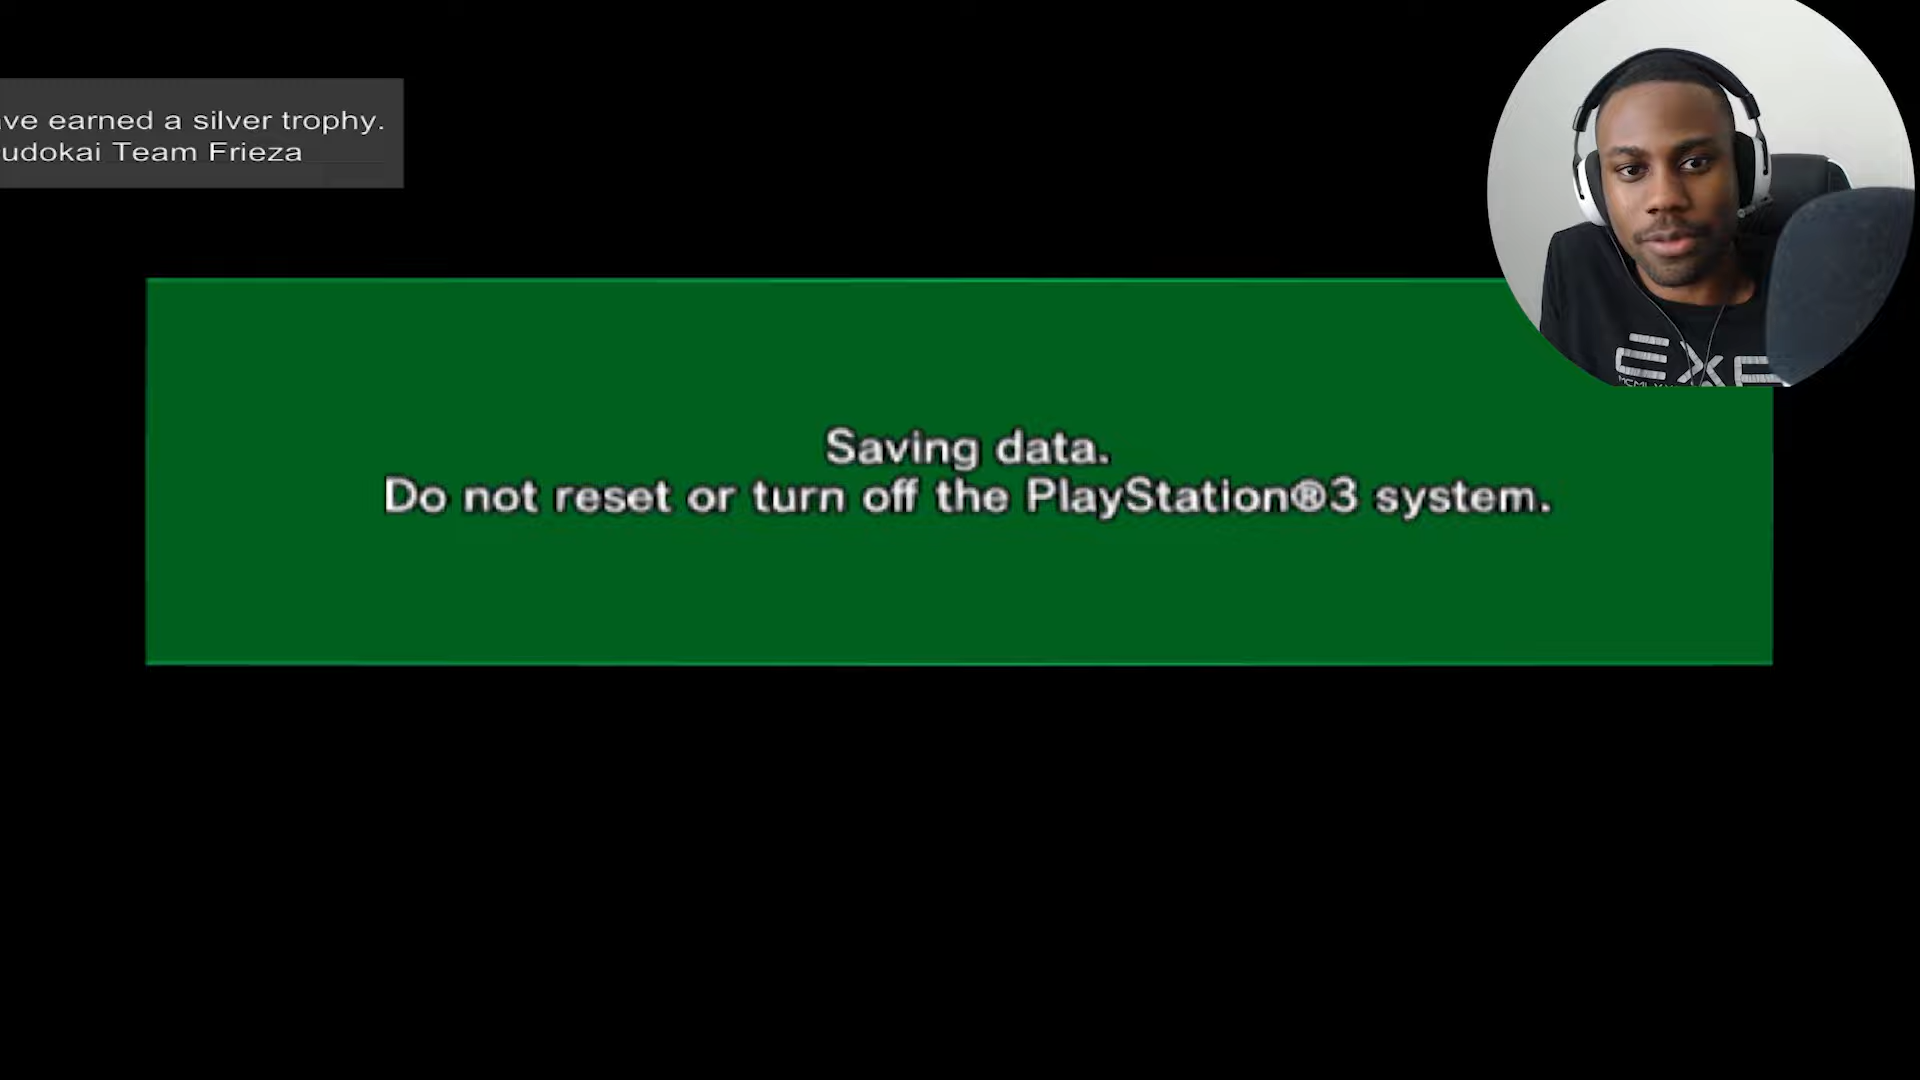 ve earned a silver trophy.
udokai Team Frieza
Saving data.
Do not reset or turn off the PlayStation®3 system.
EXE